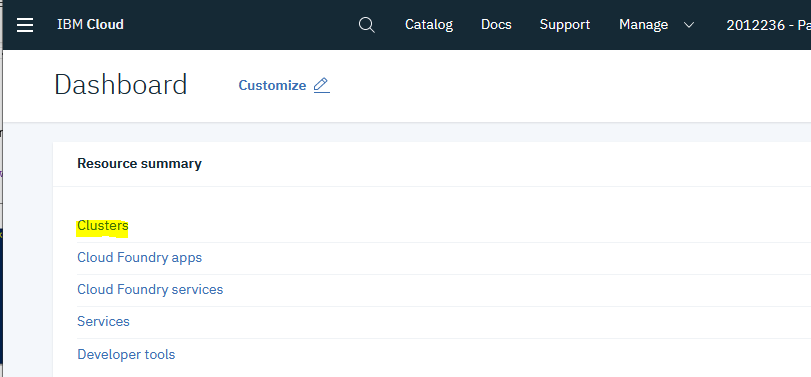 IBM Cloud Catalog Docs Support Manage 2012236 - Pa
Dashboard Customize
Resource summary
Clusters
Cloud Foundry apps
Cloud Foundry services
Services
Developer tools